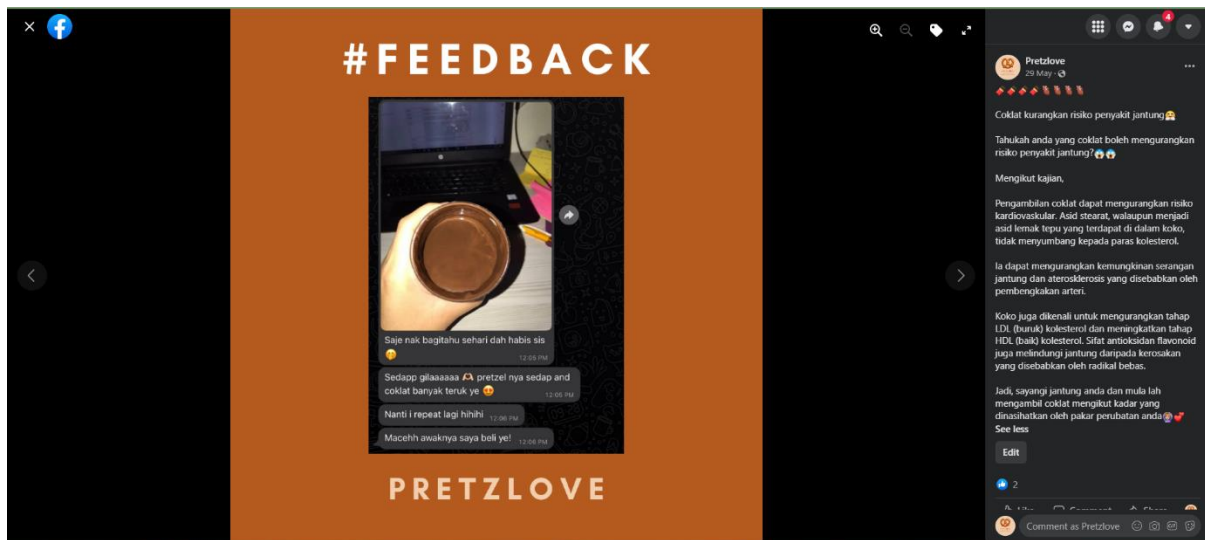 #FEEDBACK
Saje nak bagitahu sehari dah habis sis
12:05 PM
Sedapp gilaaaaaa 🫶🏻 pretzel nya sedap and
coklat banyak teruk ye 😍
12:06 PM
Nanti i repeat lagi hihihi 12:06 PM
Macehh awaknya saya beli ye! 12:06 PM
PRETZLOVE
4
Pretzlove
29 May ·
Coklat kurangkan risiko penyakit jantung
Tahukah anda yang coklat boleh mengurangkan
risiko penyakit jantung?😱😱
Mengikut kajian,
Pengambilan coklat dapat mengurangkan risiko
kardiovaskular. Asid stearat, walaupun menjadi
asid lemak tepu yang terdapat di dalam koko,
tidak menyumbang kepada paras kolesterol.
Ia dapat mengurangkan kemungkinan serangan
jantung dan aterosklerosis yang disebabkan oleh
pembengkakan arteri.
Koko juga dikenali untuk mengurangkan tahap
LDL (buruk) kolesterol dan meningkatkan tahap
HDL (baik) kolesterol. Sifat antioksidan flavonoid
juga melindungi jantung daripada kerosakan
yang disebabkan oleh radikal bebas.
Jadi, sayangi jantung anda dan mula lah
mengambil coklat mengikut kadar yang
dinasihatkan oleh pakar perubatan anda
See less
Edit
2
Like Comment Share
Comment as Pretzlove